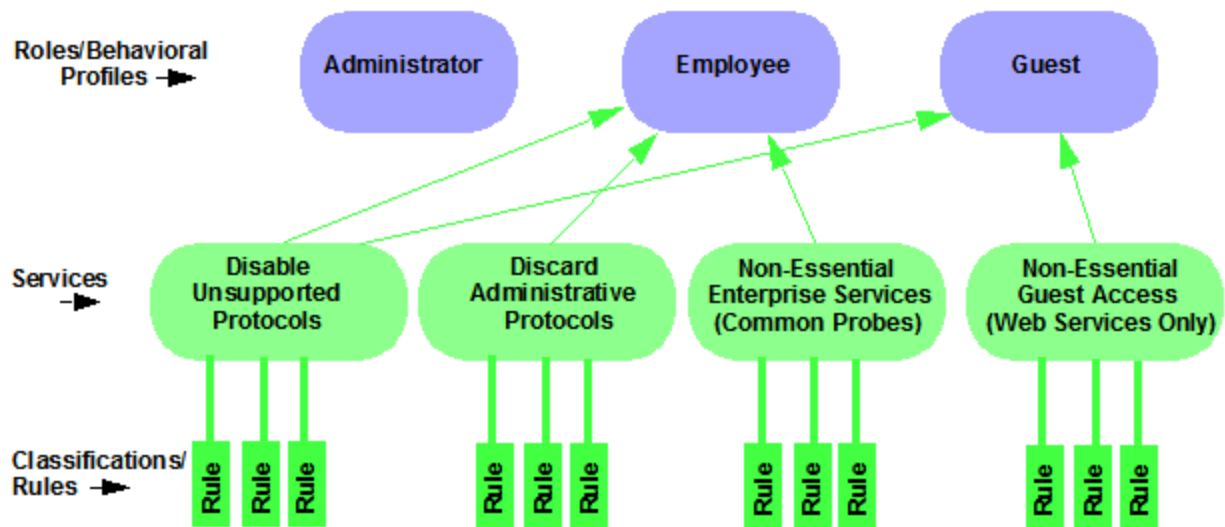 Roles/Behavioral
Profiles
Administrator
Employee
Guest
Services
Disable
Unsupported
Protocols
Discard
Administrative
Protocols
Non-Essential
Enterprise Services
(Common Probes)
Non-Essential
Guest Access
(Web Services Only)
Classifications/
Rules
Rule
Rule
Rule
Rule
Rule
Rule
Rule
Rule
Rule
Rule
Rule
Rule